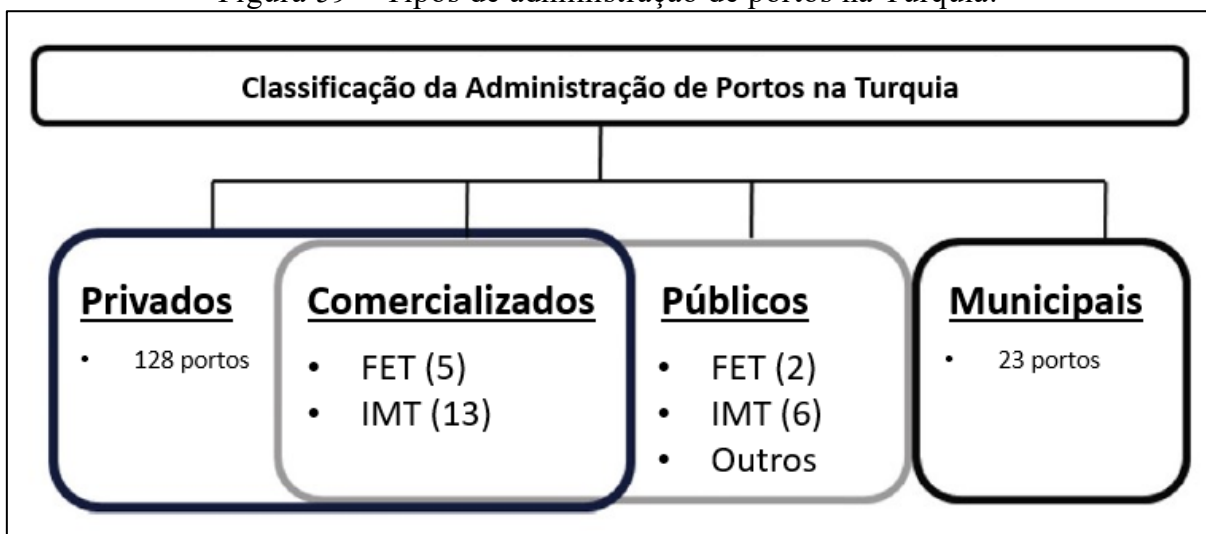 Figura 39 – Tipos de administração de portos na Turquia.
Classificação da Administração de Portos na Turquia
Privados
• 128 portos
Comercializados
• FET (5)
• IMT (13)
Públicos
• FET (2)
• IMT (6)
• Outros
Municipais
• 23 portos